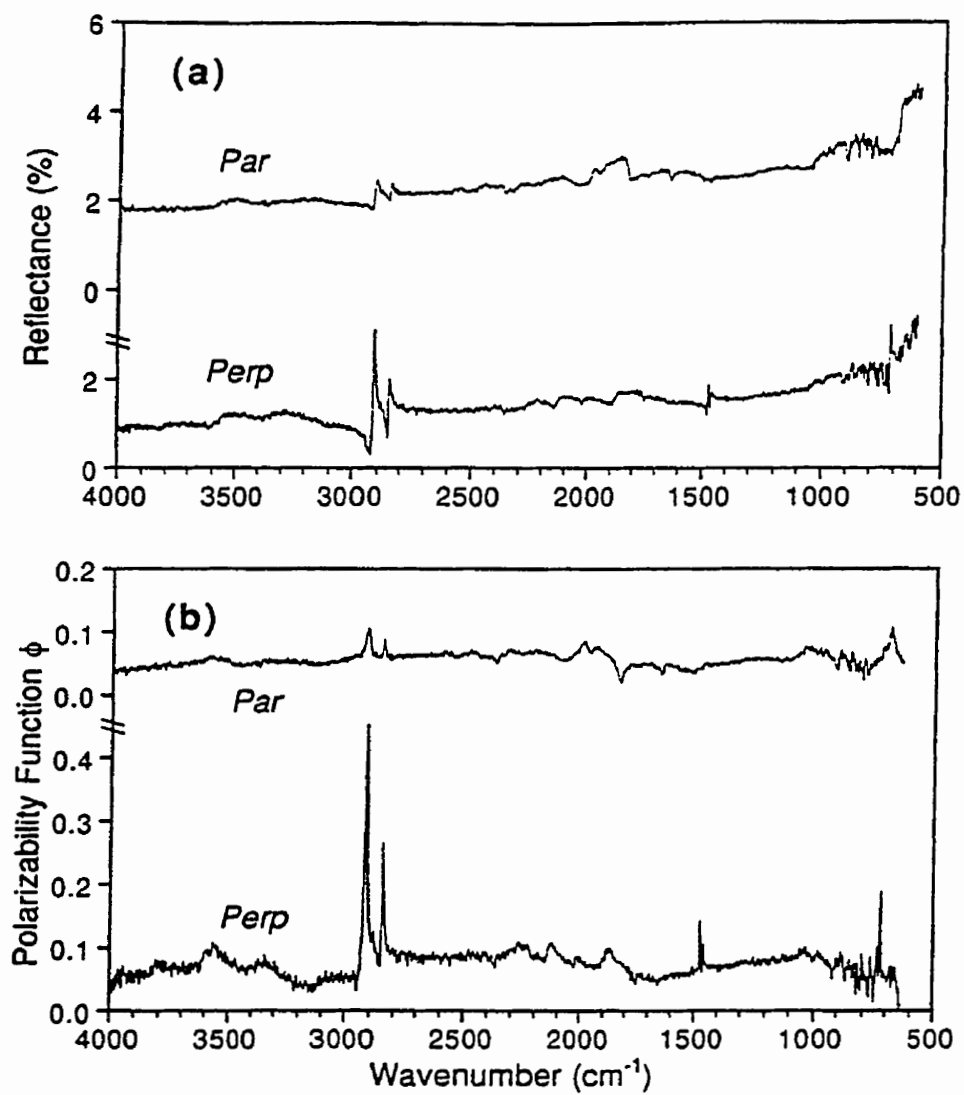 6
(a)
4
Par
2
0
Reflectance (%)
Perp
2
0
4000 3500 3000 2500 2000 1500 1000 500
0.2
(b)
0.1
0.0
Par
Polarizability Function ϕ
0.4
0.3
0.2
Perp
0.1
0.0
4000 3500 3000 2500 2000 1500 1000 500
Wavenumber (cm⁻¹)